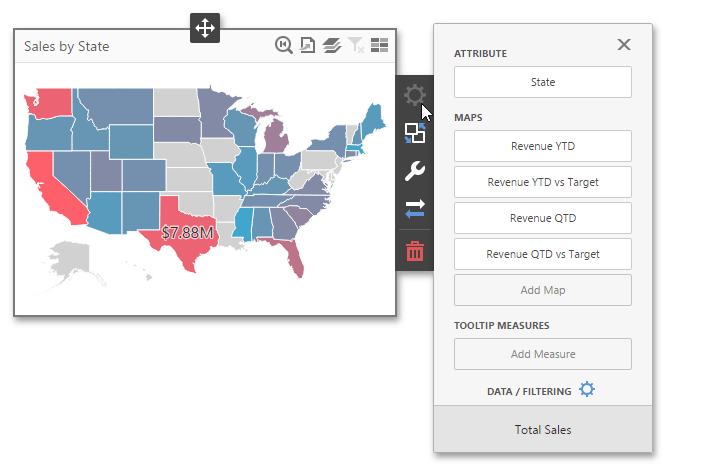 Sales by State
$7.88M
ATTRIBUTE
State
MAPS
Revenue YTD
Revenue YTD vs Target
Revenue QTD
Revenue QTD vs Target
Add Map
TOOLTIP MEASURES
Add Measure
DATA / FILTERING
Total Sales